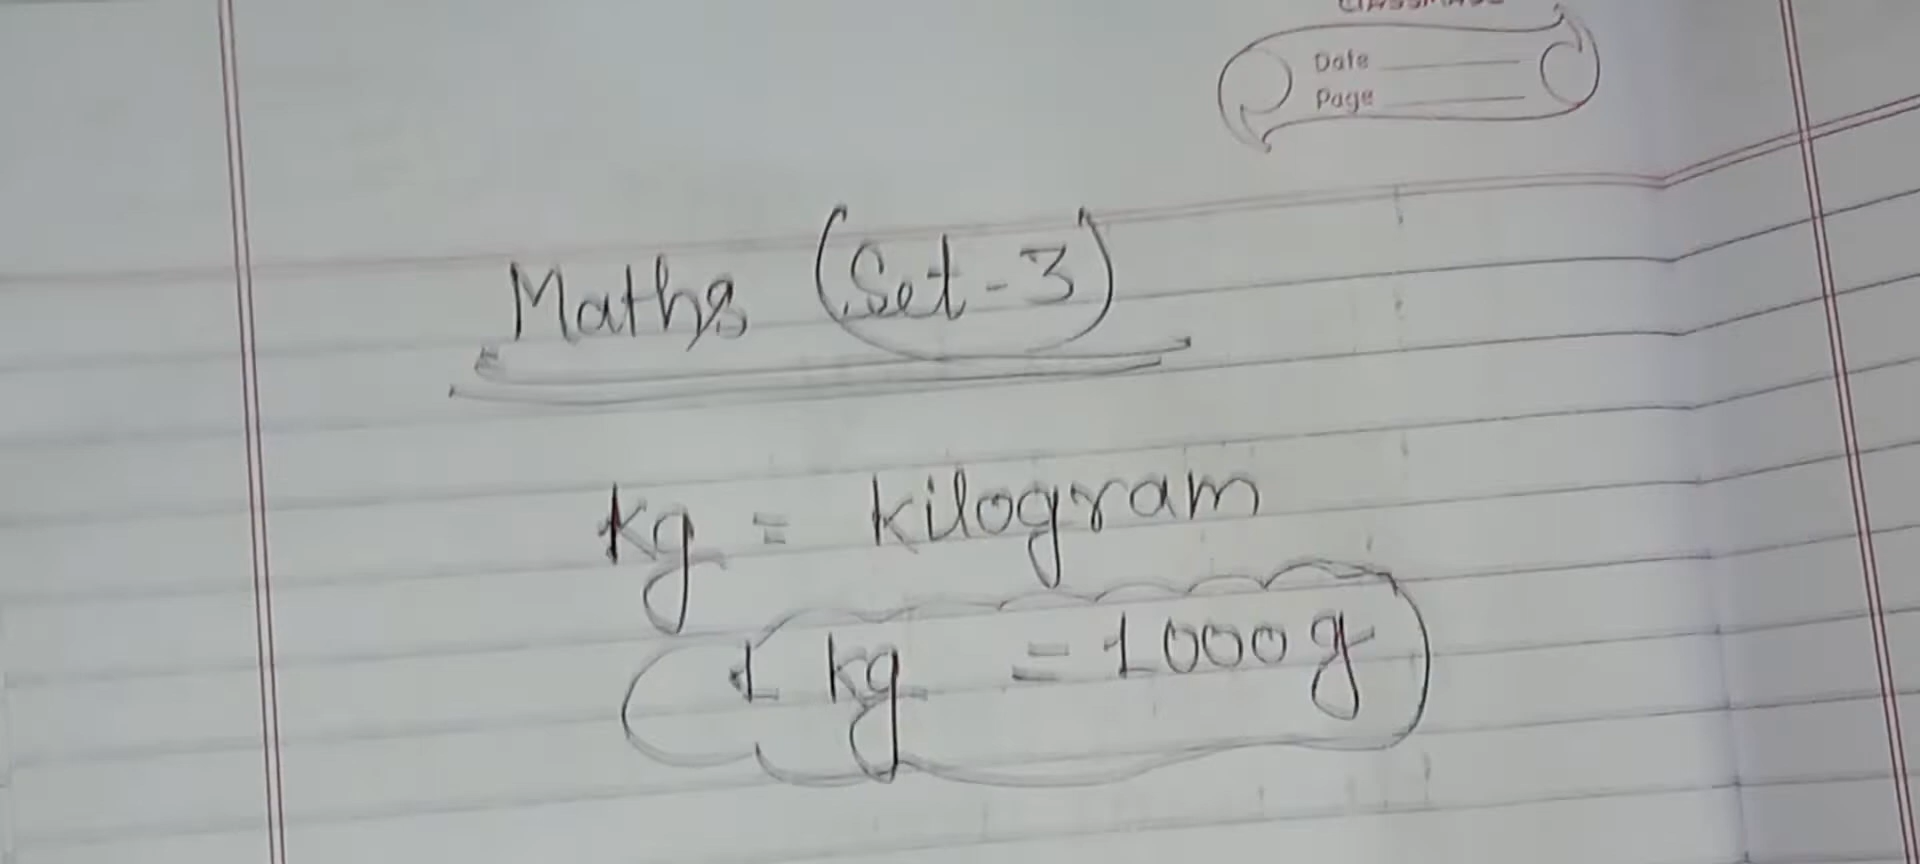 Date
Page
Maths (Set-3)
kg = kilogram
1 kg = 1000 g